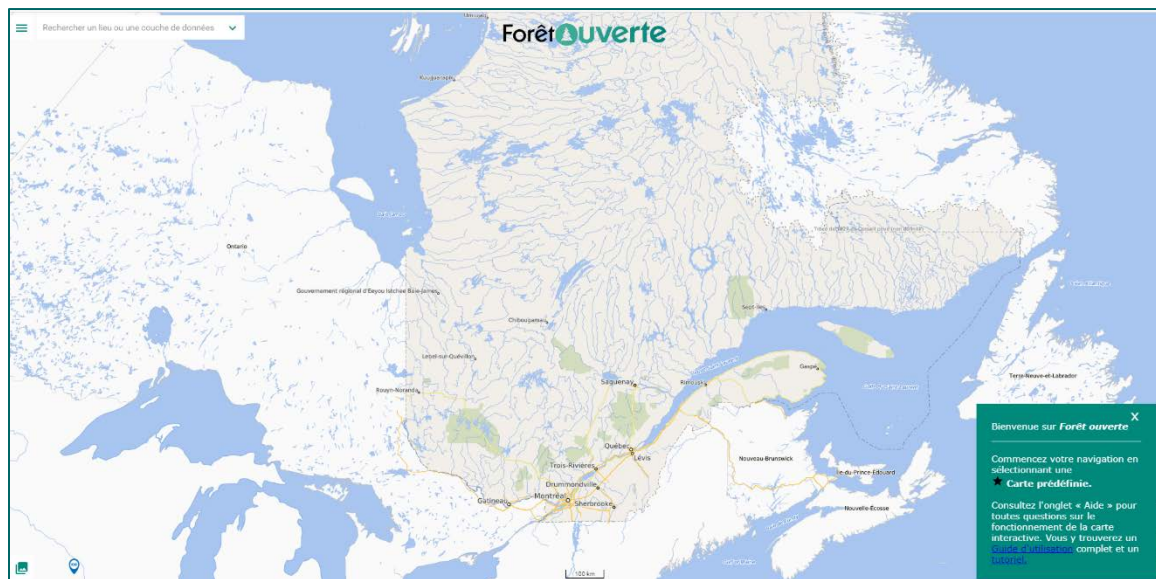 Rechercher un lieu ou une couche de données
ForêtOuverte
Ontario
Gouvernement régional d'Eeyou Istchee Baie-James
Chibougamau
Lebel-sur-Quévillon
Rouyn-Noranda
Sept-Îles
Saguenay
Rimouski
Gaspé
Québec
Lévis
Trois-Rivières
Drummondville
Montréal
Sherbrooke
Gatineau
Terre-Neuve-et-Labrador
Nouveau-Brunswick
Île-du-Prince-Édouard
Nouvelle-Écosse
100 km
X
Bienvenue sur Forêt ouverte
Commencez votre navigation en
sélectionnant une
★ Carte prédéfinie.
Consultez l'onglet « Aide » pour
toutes questions sur le
fonctionnement de la carte
interactive. Vous y trouverez un
Guide d'utilisation complet et un
tutoriel.